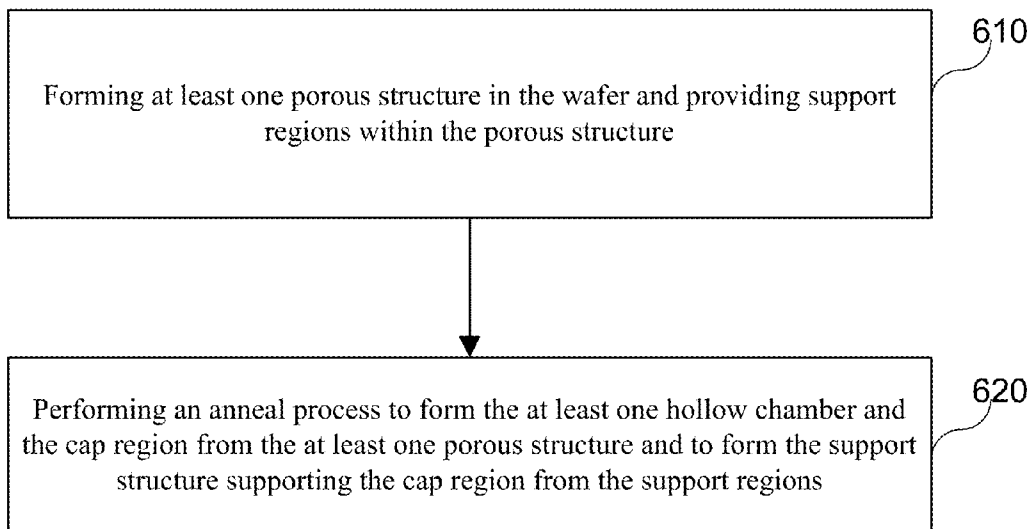 610
Forming at least one porous structure in the wafer and providing support
regions within the porous structure
620
Performing an anneal process to form the at least one hollow chamber and
the cap region from the at least one porous structure and to form the support
structure supporting the cap region from the support regions